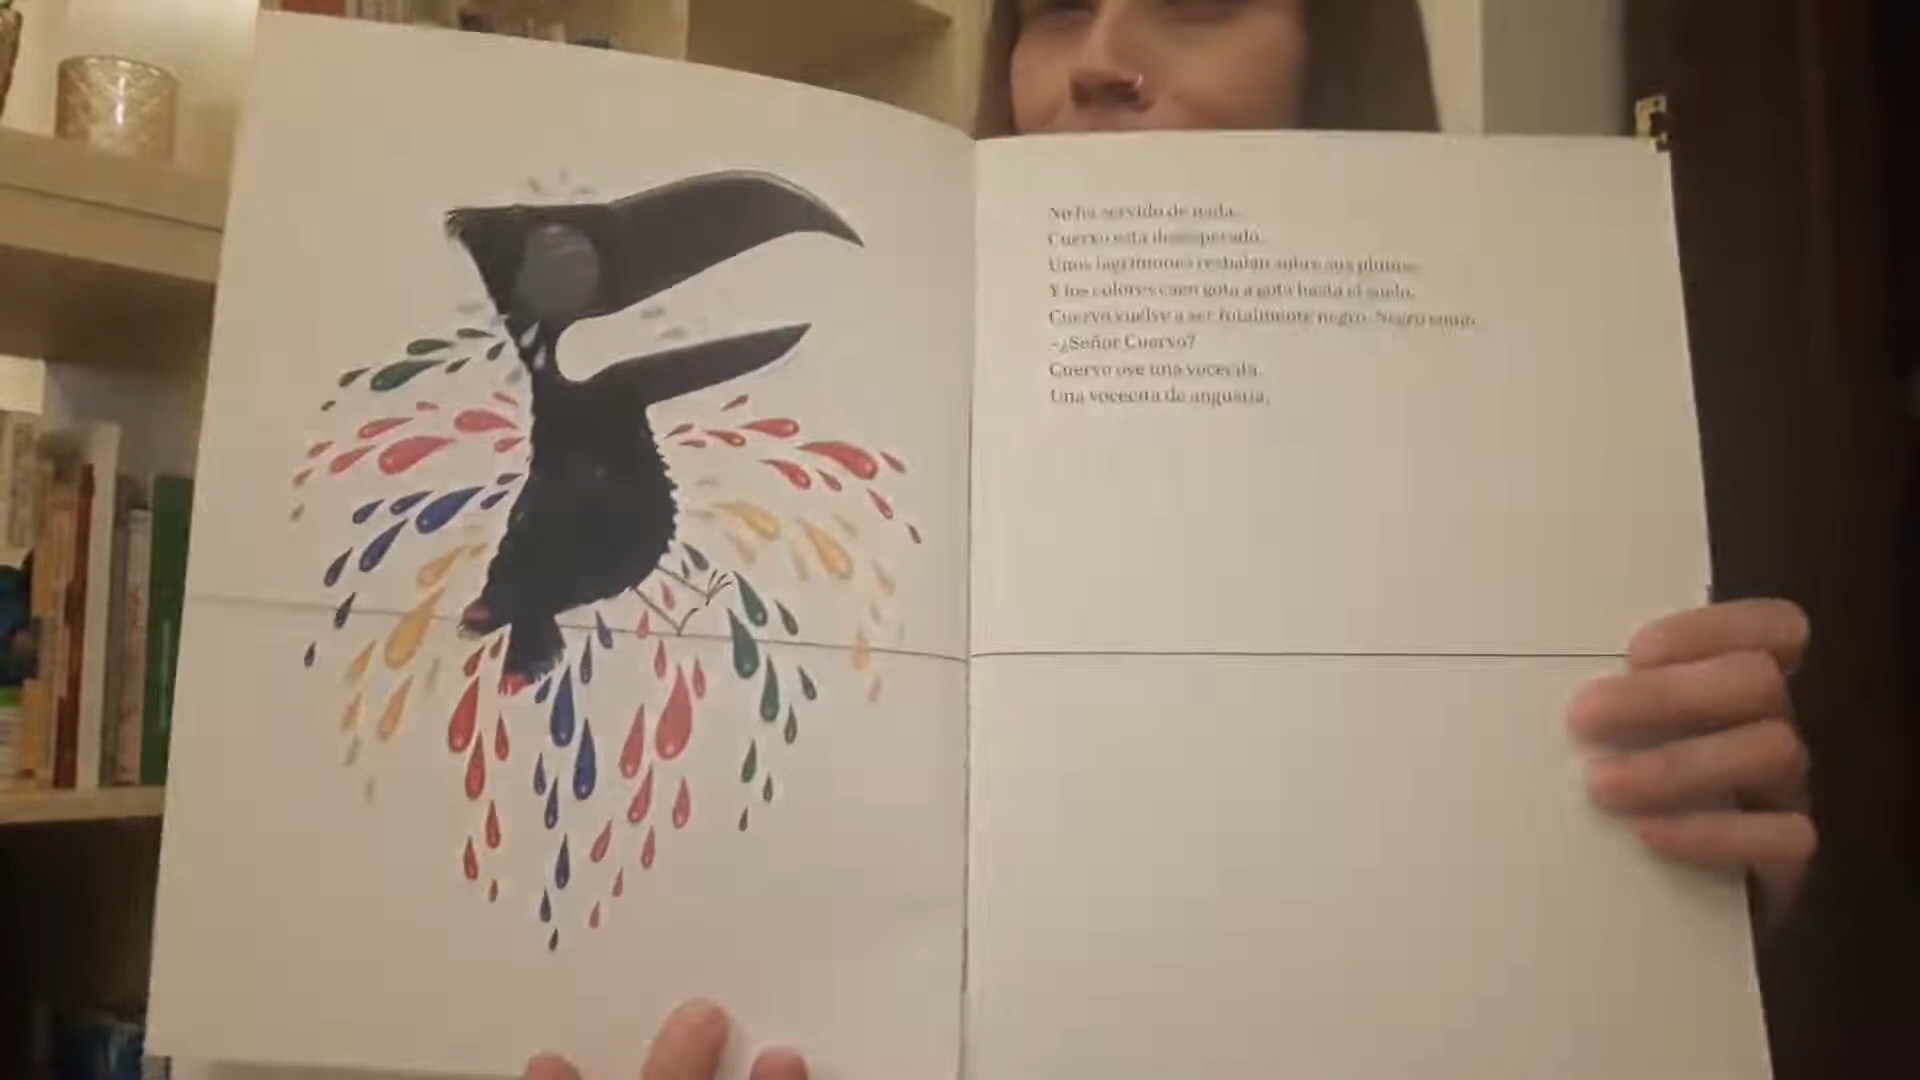 No ha servido de nada.
Cuervo está desesperado.
Unos lagrimones resbalan sobre sus plumas.
Y los colores caen gota a gota hasta el suelo.
Cuervo vuelve a ser totalmente negro. Negro
–¿Señor Cuervo?
Cuervo oye una vocecita.
Una vocecita de angustia.